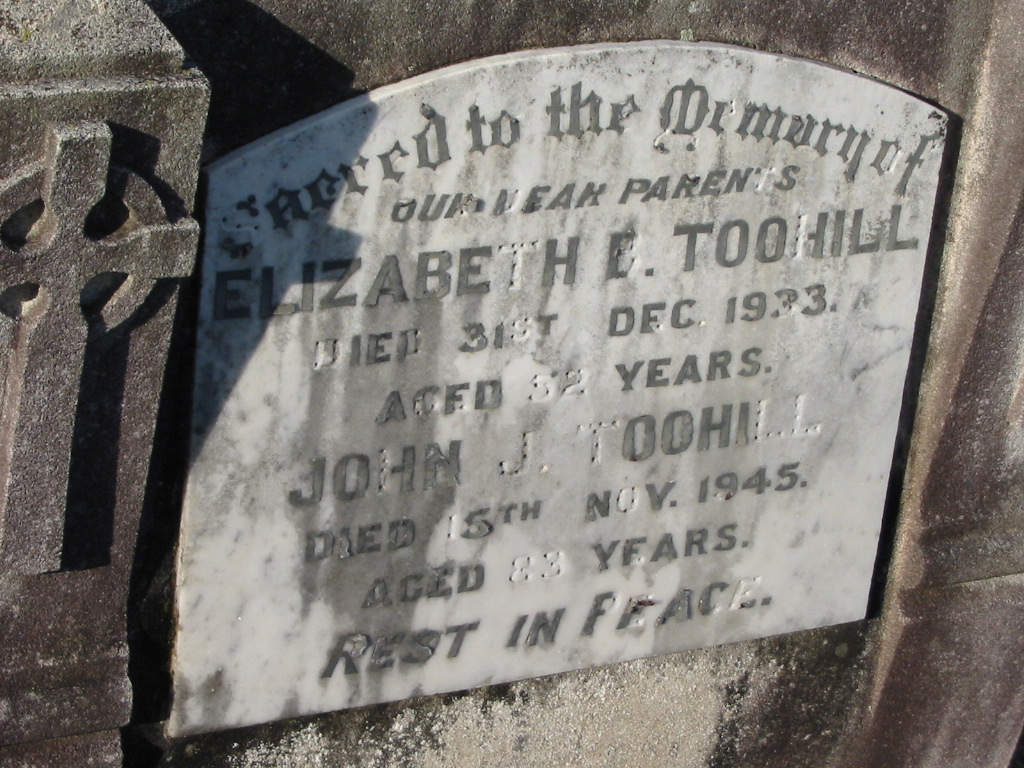 Sacred to the Memory of
OUR DEAR PARENTS
ELIZABETH TOOHILL
DIED 31ST DEC. 1933.
AGED 52 YEARS.
JOHN J. TOOHILL
DIED 15TH NOV. 1945.
AGED 83 YEARS.
REST IN PEACE.